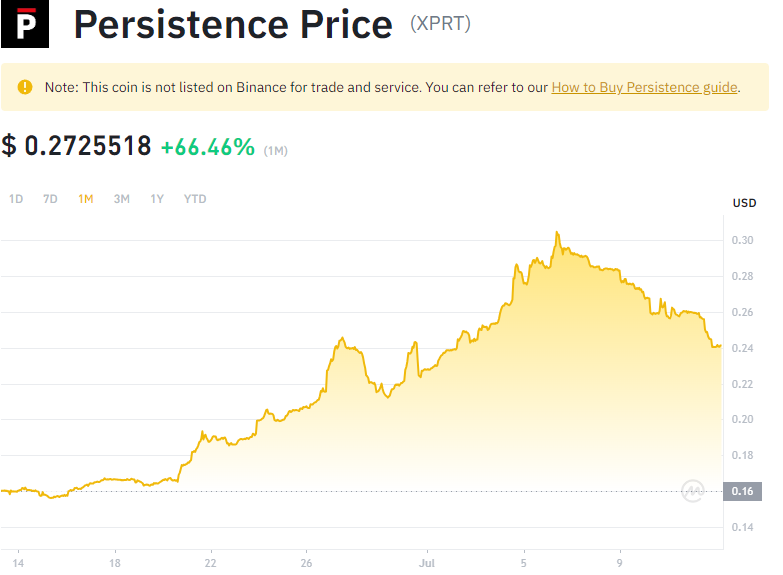 P
Persistence Price (XPRT)
Note: This coin is not listed on Binance for trade and service. You can refer to our How to Buy Persistence guide.
$ 0.2725518 +66.46% (1M)
1D 7D 1M 3M 1Y YTD
USD
0.30
0.28
0.26
0.24
0.22
0.20
0.18
0.16
0.14
14 18 22 26 Jul 5 9